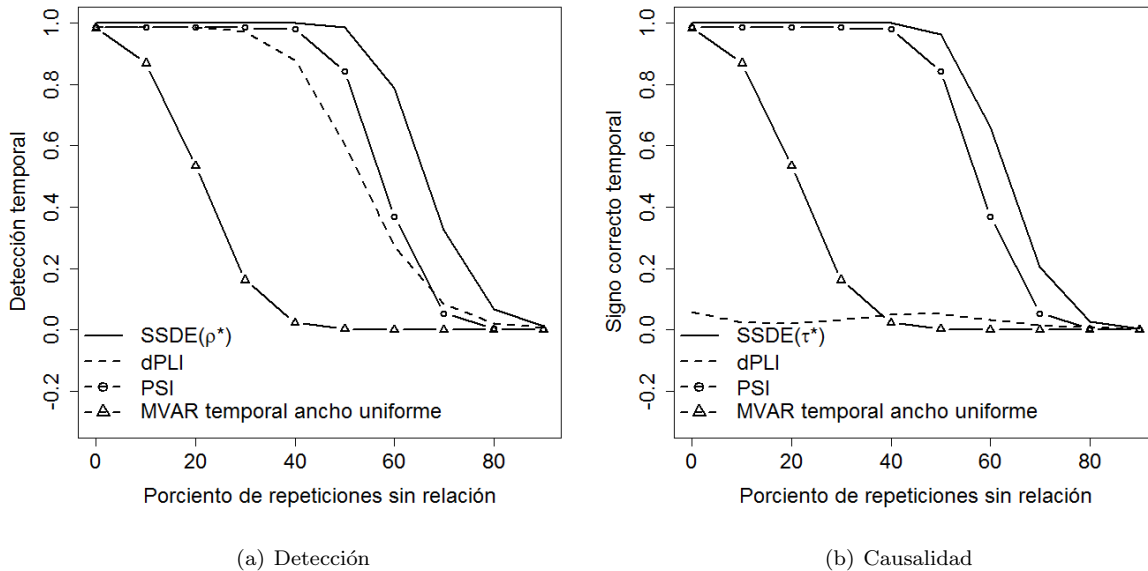 Detección temporal
1.0
0.8
0.6
0.4
0.2
0.0
-0.2
SSDE(ρ*)
dPLI
PSI
MVAR temporal ancho uniforme
0 20 40 60 80
Porciento de repeticiones sin relación
(a) Detección
Signo correcto temporal
1.0
0.8
0.6
0.4
0.2
0.0
-0.2
SSDE(τ*)
dPLI
PSI
MVAR temporal ancho uniforme
0 20 40 60 80
Porciento de repeticiones sin relación
(b) Causalidad